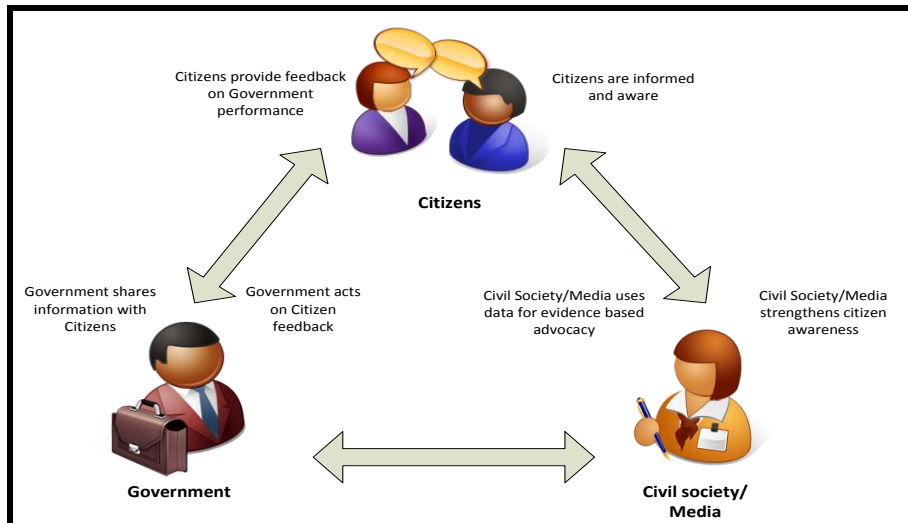 Citizens provide feedback
on Government
performance
Citizens are informed
and aware
Citizens
Government shares
information with
Citizens
Government acts
on Citizen
feedback
Civil Society/Media uses
data for evidence based
advocacy
Civil Society/Media
strengthens citizen
awareness
Government
Civil society/
Media